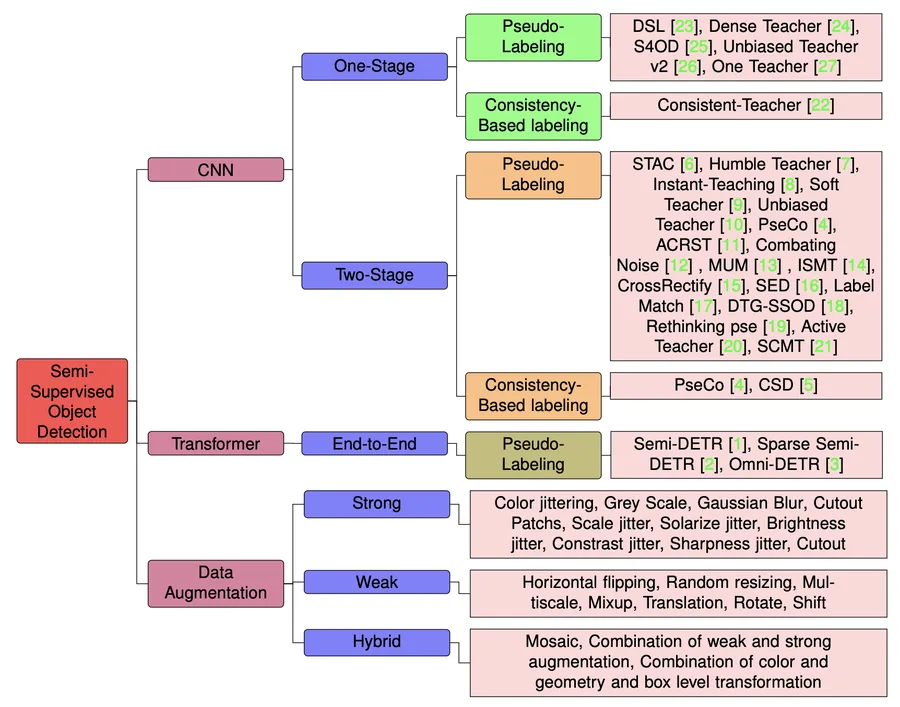 Semi-
Supervised
Object
Detection
CNN
One-Stage
Pseudo-
Labeling
DSL [23], Dense Teacher [24],
S4OD [25], Unbiased Teacher
v2 [26], One Teacher [27]
Consistency-
Based labeling
Consistent-Teacher [22]
Two-Stage
Pseudo-
Labeling
STAC [6], Humble Teacher [7],
Instant-Teaching [8], Soft
Teacher [9], Unbiased
Teacher [10], PseCo [4],
ACRST [11], Combating
Noise [12] , MUM [13] , ISMT [14],
CrossRectify [15], SED [16], Label
Match [17], DTG-SSOD [18],
Rethinking pse [19], Active
Teacher [20], SCMT [21]
Consistency-
Based labeling
PseCo [4], CSD [5]
Transformer
End-to-End
Pseudo-
Labeling
Semi-DETR [1], Sparse Semi-
DETR [2], Omni-DETR [3]
Data
Augmentation
Strong
Color jittering, Grey Scale, Gaussian Blur, Cutout
Patchs, Scale jitter, Solarize jitter, Brightness
jitter, Constrast jitter, Sharpness jitter, Cutout
Weak
Horizontal flipping, Random resizing, Mul-
tiscale, Mixup, Translation, Rotate, Shift
Hybrid
Mosaic, Combination of weak and strong
augmentation, Combination of color and
geometry and box level transformation